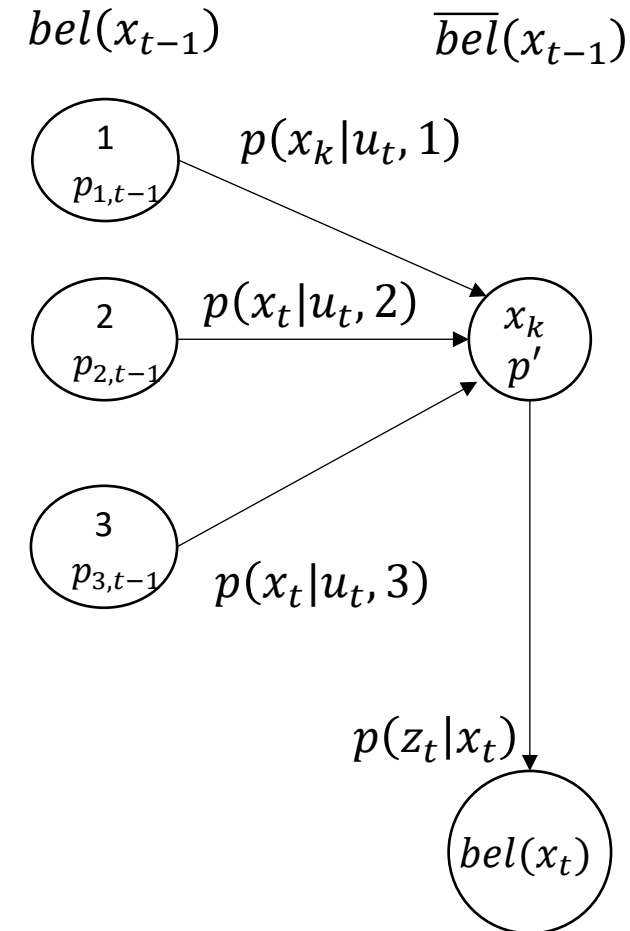 bel(x_{t−1})
\overline{bel}(x_{t−1})
1
p_{1,t−1}
p(x_k|u_t, 1)
2
p_{2,t−1}
p(x_t|u_t, 2)
x_k
p′
3
p_{3,t−1}
p(x_t|u_t, 3)
p(z_t|x_t)
bel(x_t)